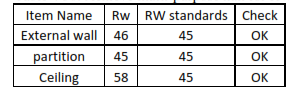 Item Name Rw RW standards Check
External wall 46 45 OK
partition 45 45 OK
Ceiling 58 45 OK